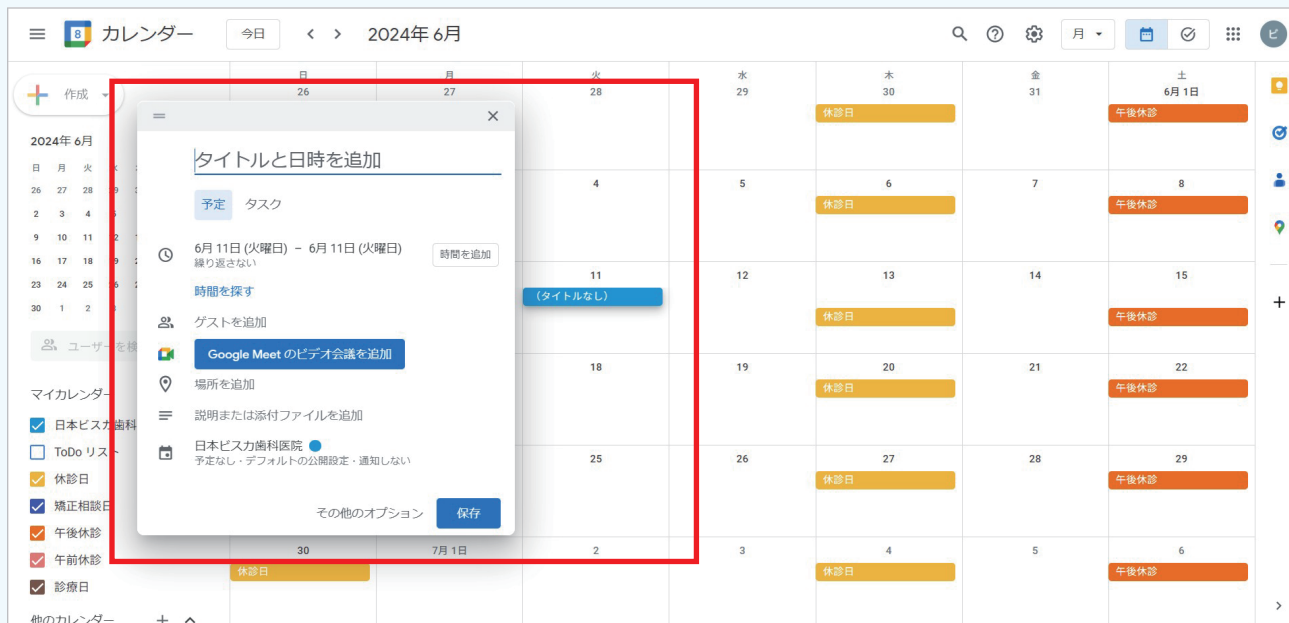 カレンダー
今日
2024年 6月
月
ビ
作成
2024年 6月
日 月 火
26 27 28
2 3 4
9 10 11
16 17 18
23 24 25
30 1 2
ユーザーを検
マイカレンダー
日本ビスカ歯科
ToDo リスト
休診日
矯正相談日
午後休診
午前休診
診療日
他のカレンダー
タイトルと日時を追加
予定 タスク
6月 11日 (火曜日) – 6月 11日 (火曜日) 時間を追加
繰り返さない
時間を探す
ゲストを追加
Google Meet のビデオ会議を追加
場所を追加
説明または添付ファイルを追加
日本ビスカ歯科医院
予定なし・デフォルトの公開設定・通知しない
その他のオプション 保存
日 月 火 水 木 金 土
26 27 28 29 30 31 6月 1日
休診日 午後休診
4 5 6 7 8
休診日 午後休診
11 12 13 14 15
（タイトルなし）
休診日 午後休診
18 19 20 21 22
休診日 午後休診
25 26 27 28 29
休診日 午後休診
30 7月 1日 2 3 4 5 6
休診日 休診日 午後休診